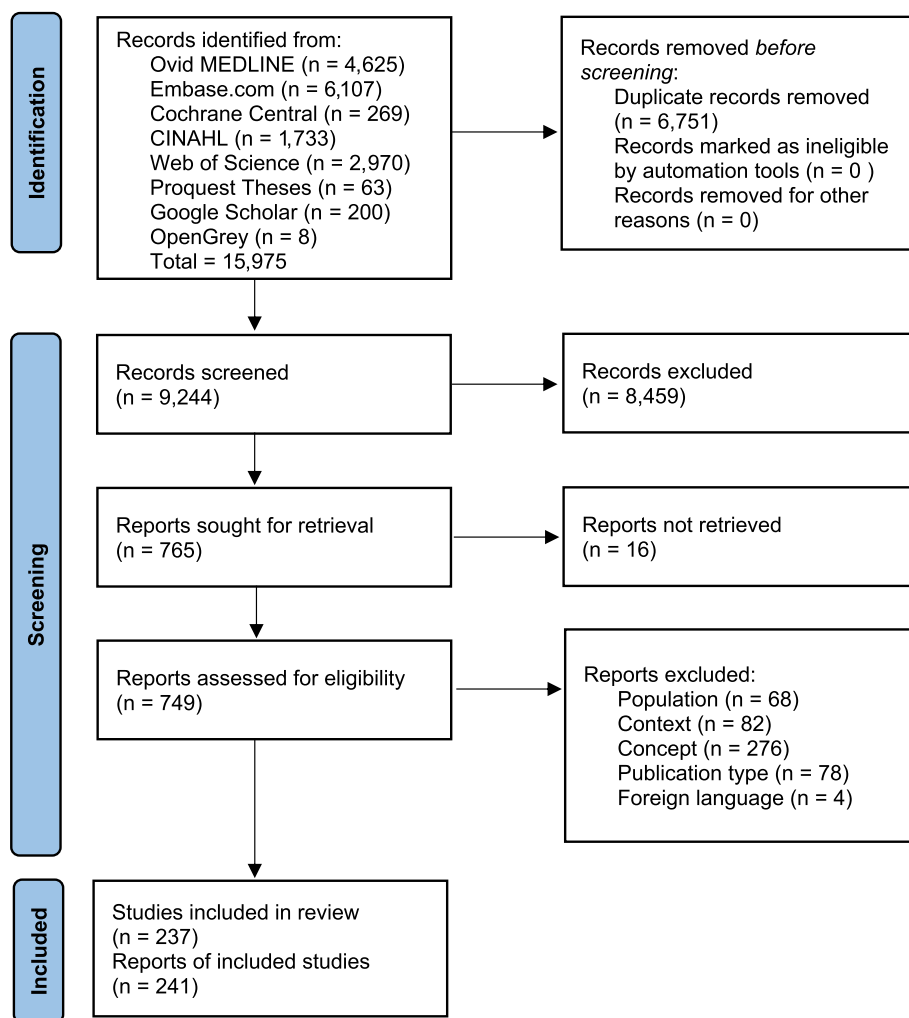 Identification
Records identified from:
Ovid MEDLINE (n = 4,625)
Embase.com (n = 6,107)
Cochrane Central (n = 269)
CINAHL (n = 1,733)
Web of Science (n = 2,970)
Proquest Theses (n = 63)
Google Scholar (n = 200)
OpenGrey (n = 8)
Total = 15,975
Records removed before
screening:
Duplicate records removed
(n = 6,751)
Records marked as ineligible
by automation tools (n = 0 )
Records removed for other
reasons (n = 0)
Screening
Records screened
(n = 9,244)
Records excluded
(n = 8,459)
Reports sought for retrieval
(n = 765)
Reports not retrieved
(n = 16)
Reports assessed for eligibility
(n = 749)
Reports excluded:
Population (n = 68)
Context (n = 82)
Concept (n = 276)
Publication type (n = 78)
Foreign language (n = 4)
Included
Studies included in review
(n = 237)
Reports of included studies
(n = 241)